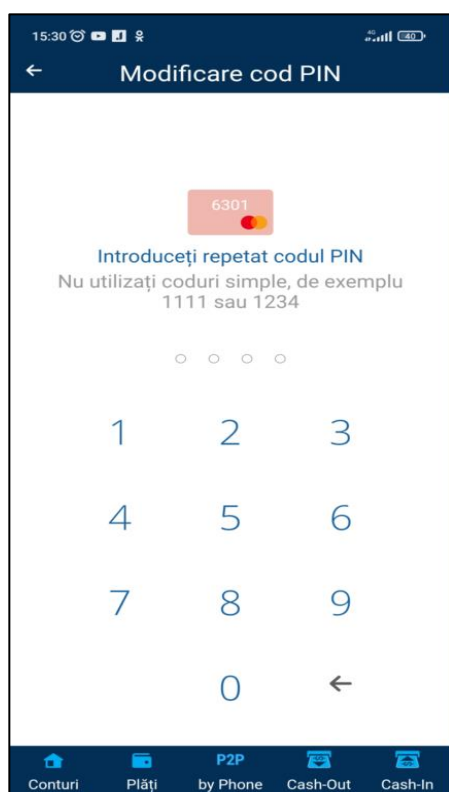 15:30
4G
40
Modificare cod PIN
6301
Introduceți repetat codul PIN
Nu utilizați coduri simple, de exemplu
1111 sau 1234
1 2 3
4 5 6
7 8 9
0
P2P
Conturi Plăți by Phone Cash-Out Cash-In